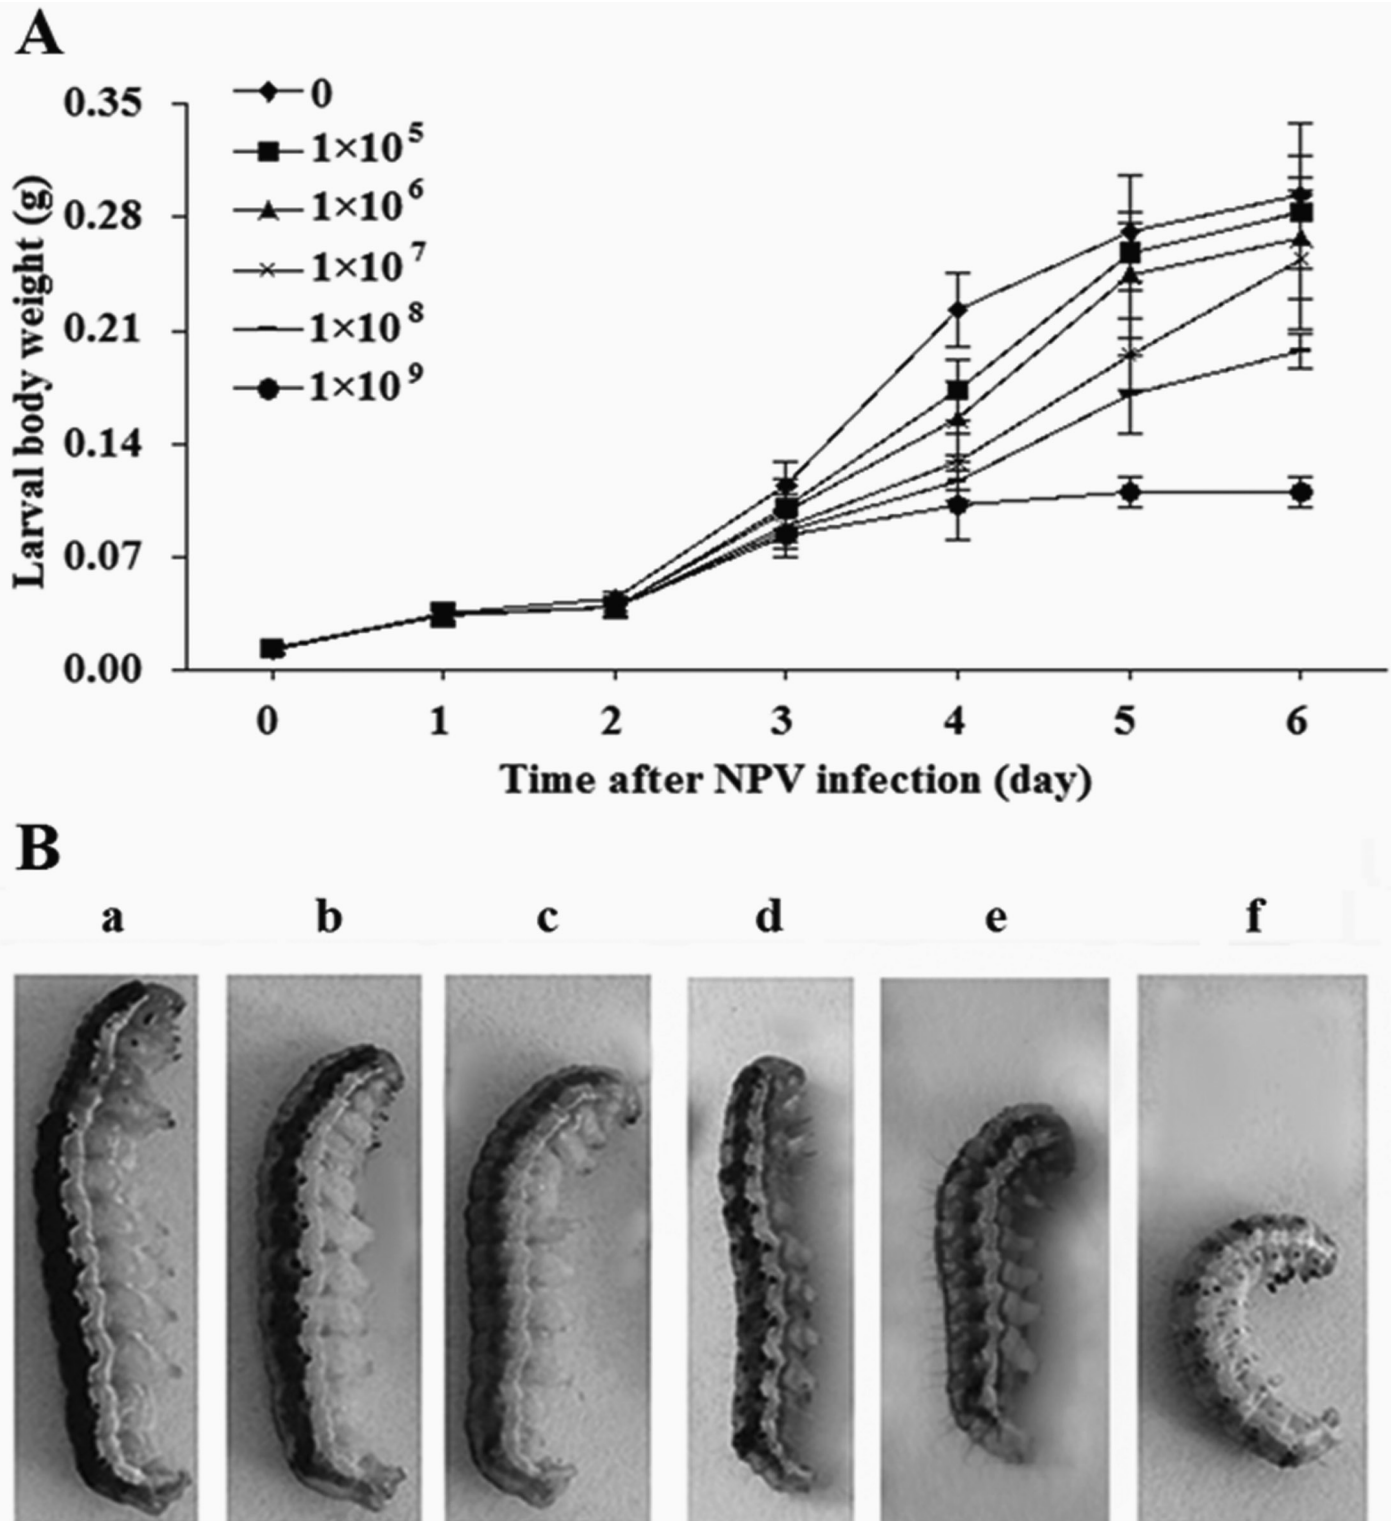 A
0.35
0.28
0.21
0.14
0.07
0.00
Larval body weight (g)
0
1×10⁵
1×10⁶
1×10⁷
1×10⁸
1×10⁹
0 1 2 3 4 5 6
Time after NPV infection (day)
B
a b c d e f